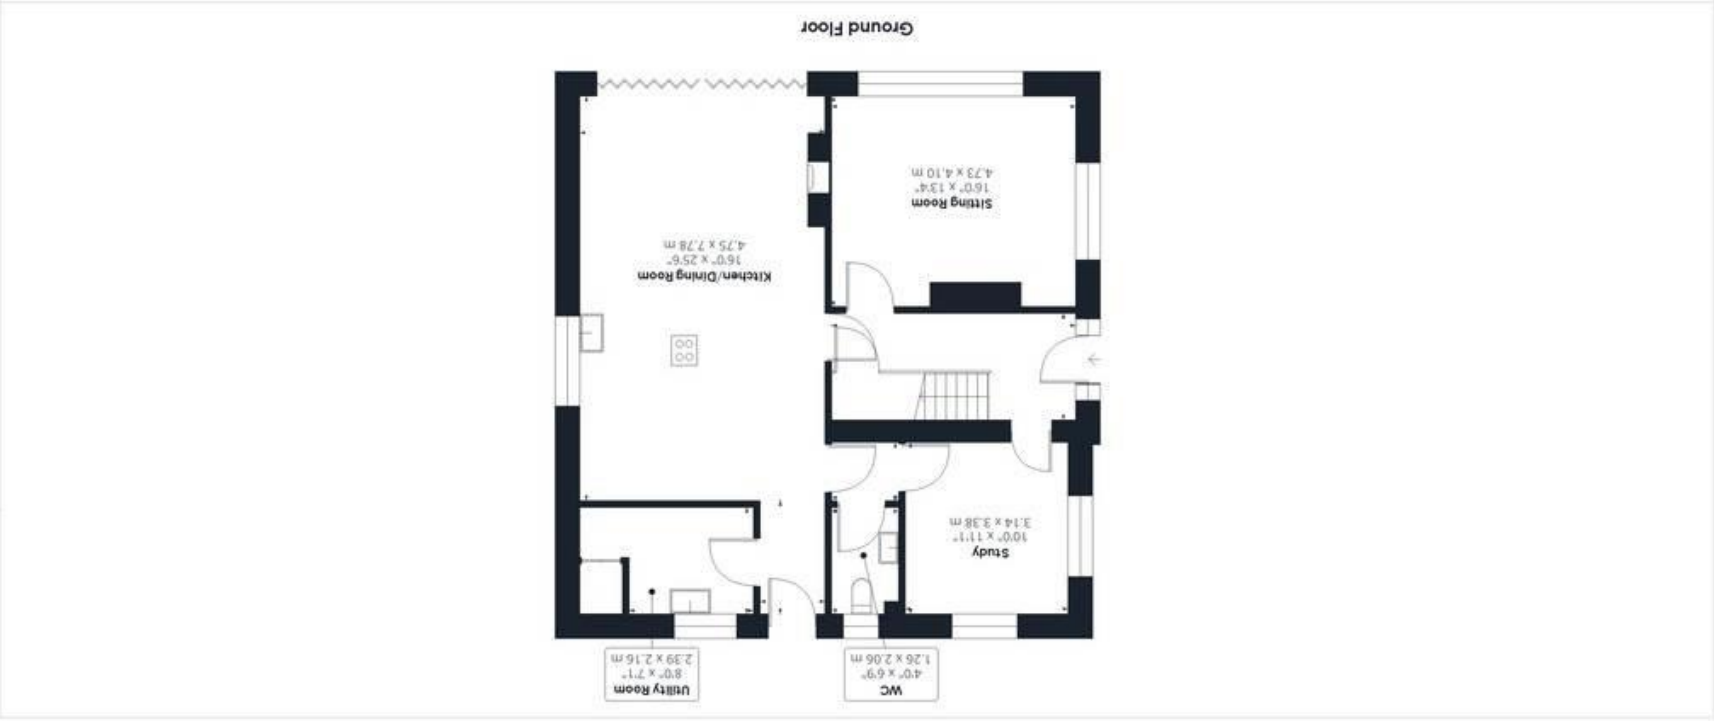 WC
4'0" x 6'9"
1.26 x 2.06 m
Utility Room
8'0" x 7'1"
2.39 x 2.16 m
Study
10'0" x 11'1"
3.14 x 3.38 m
Kitchen/Dining Room
16'0" x 25'6"
4.75 x 7.78 m
Sitting Room
16'0" x 13'4"
4.73 x 4.10 m
Ground Floor